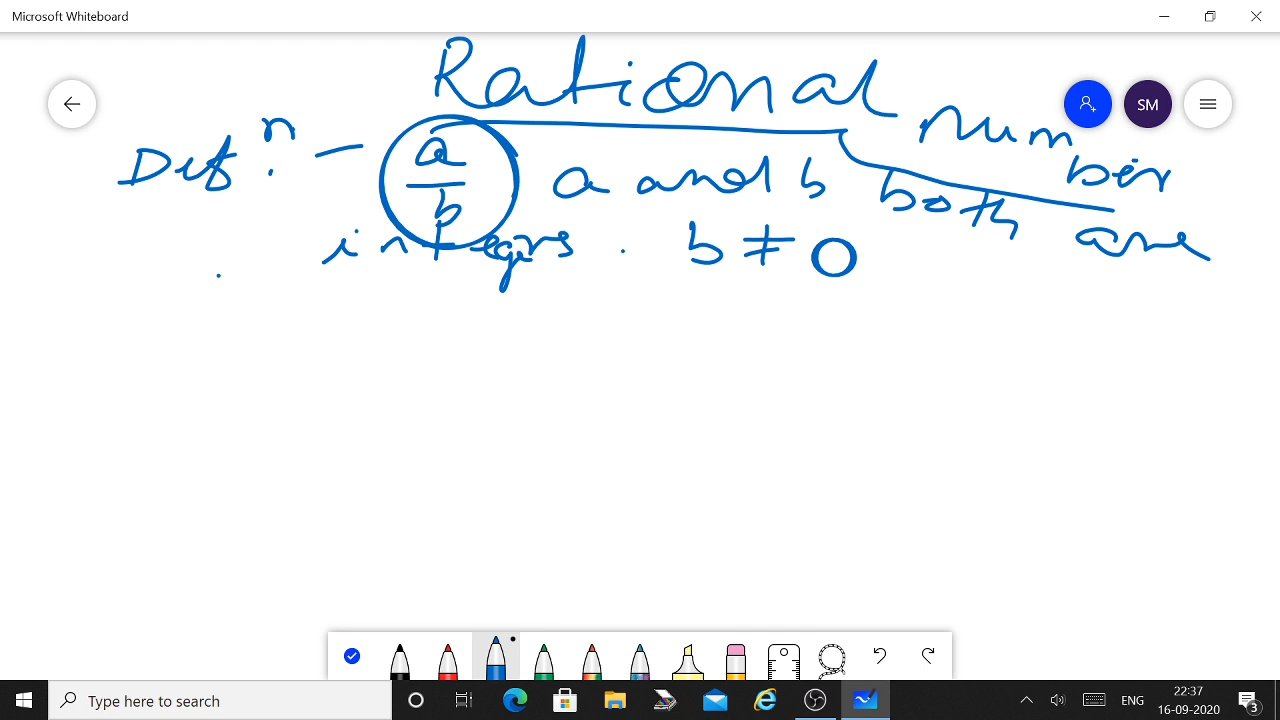 Microsoft Whiteboard
Rational number
SM
Defⁿ. - a/b a and b both are
integers. b ≠ 0
Type here to search
ENG
22:37
16-09-2020
3